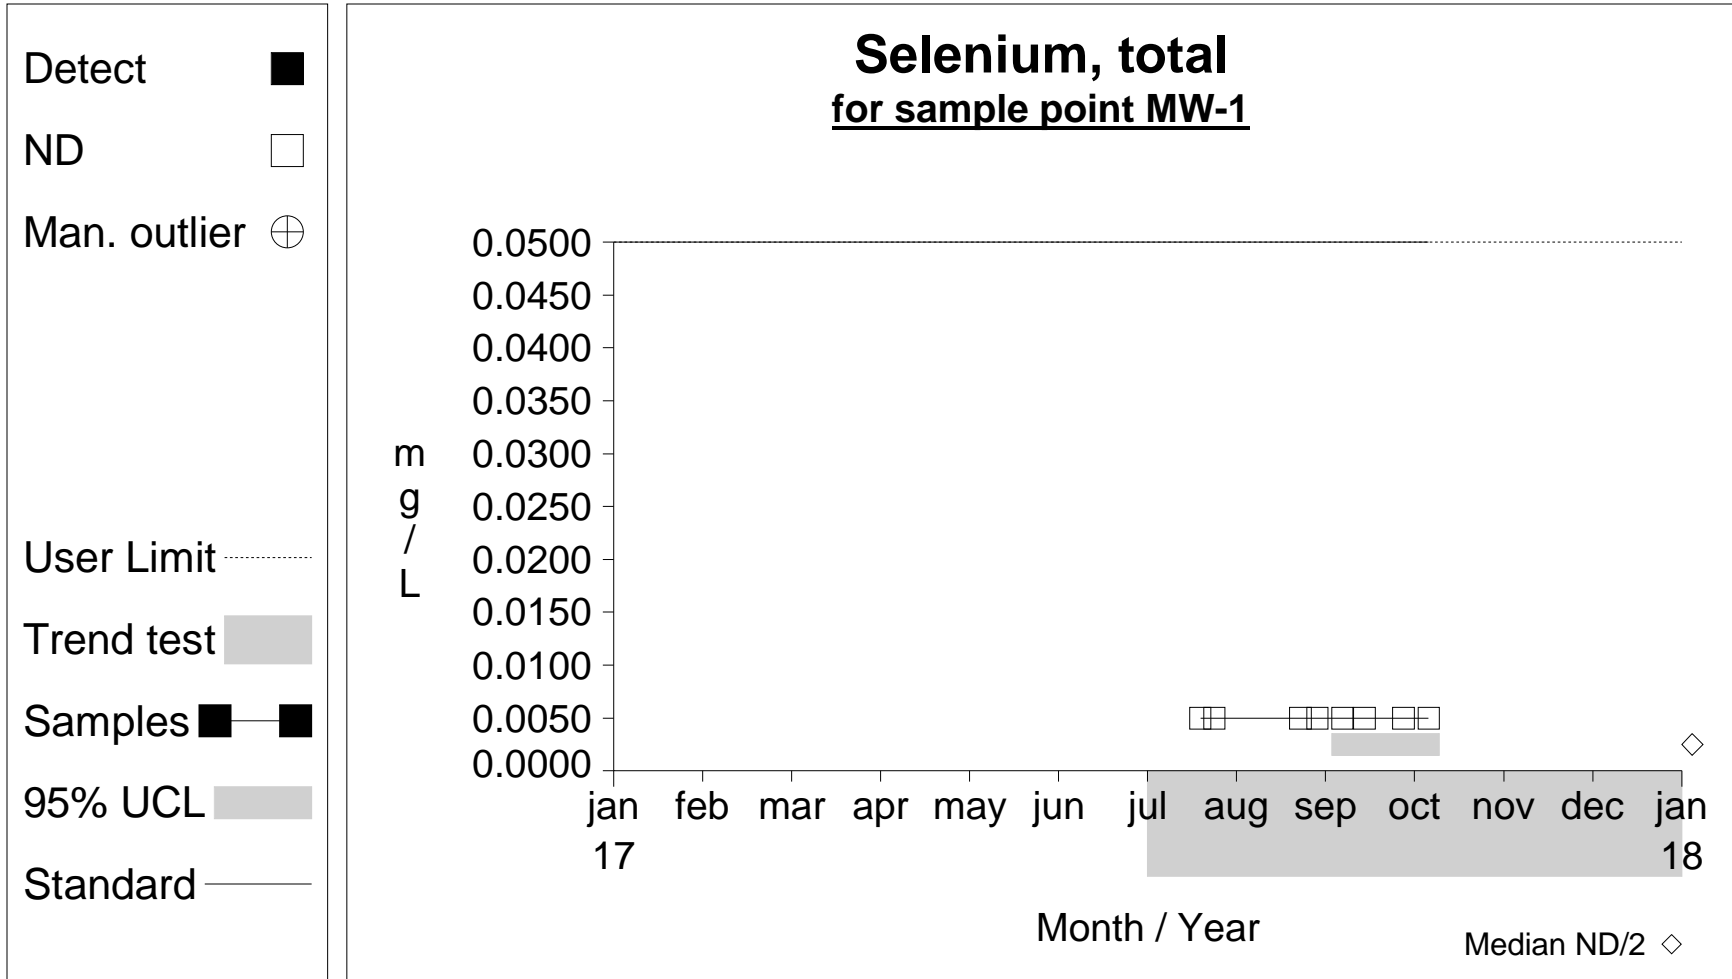 Detect
ND
Man. outlier
User Limit
Trend test
Samples
95% UCL
Standard
Selenium, total
for sample point MW-1
0.0500
0.0450
0.0400
0.0350
0.0300
0.0250
0.0200
0.0150
0.0100
0.0050
0.0000
m
g
/
L
jan feb mar apr may jun jul aug sep oct nov dec jan
17 18
Month / Year
Median ND/2